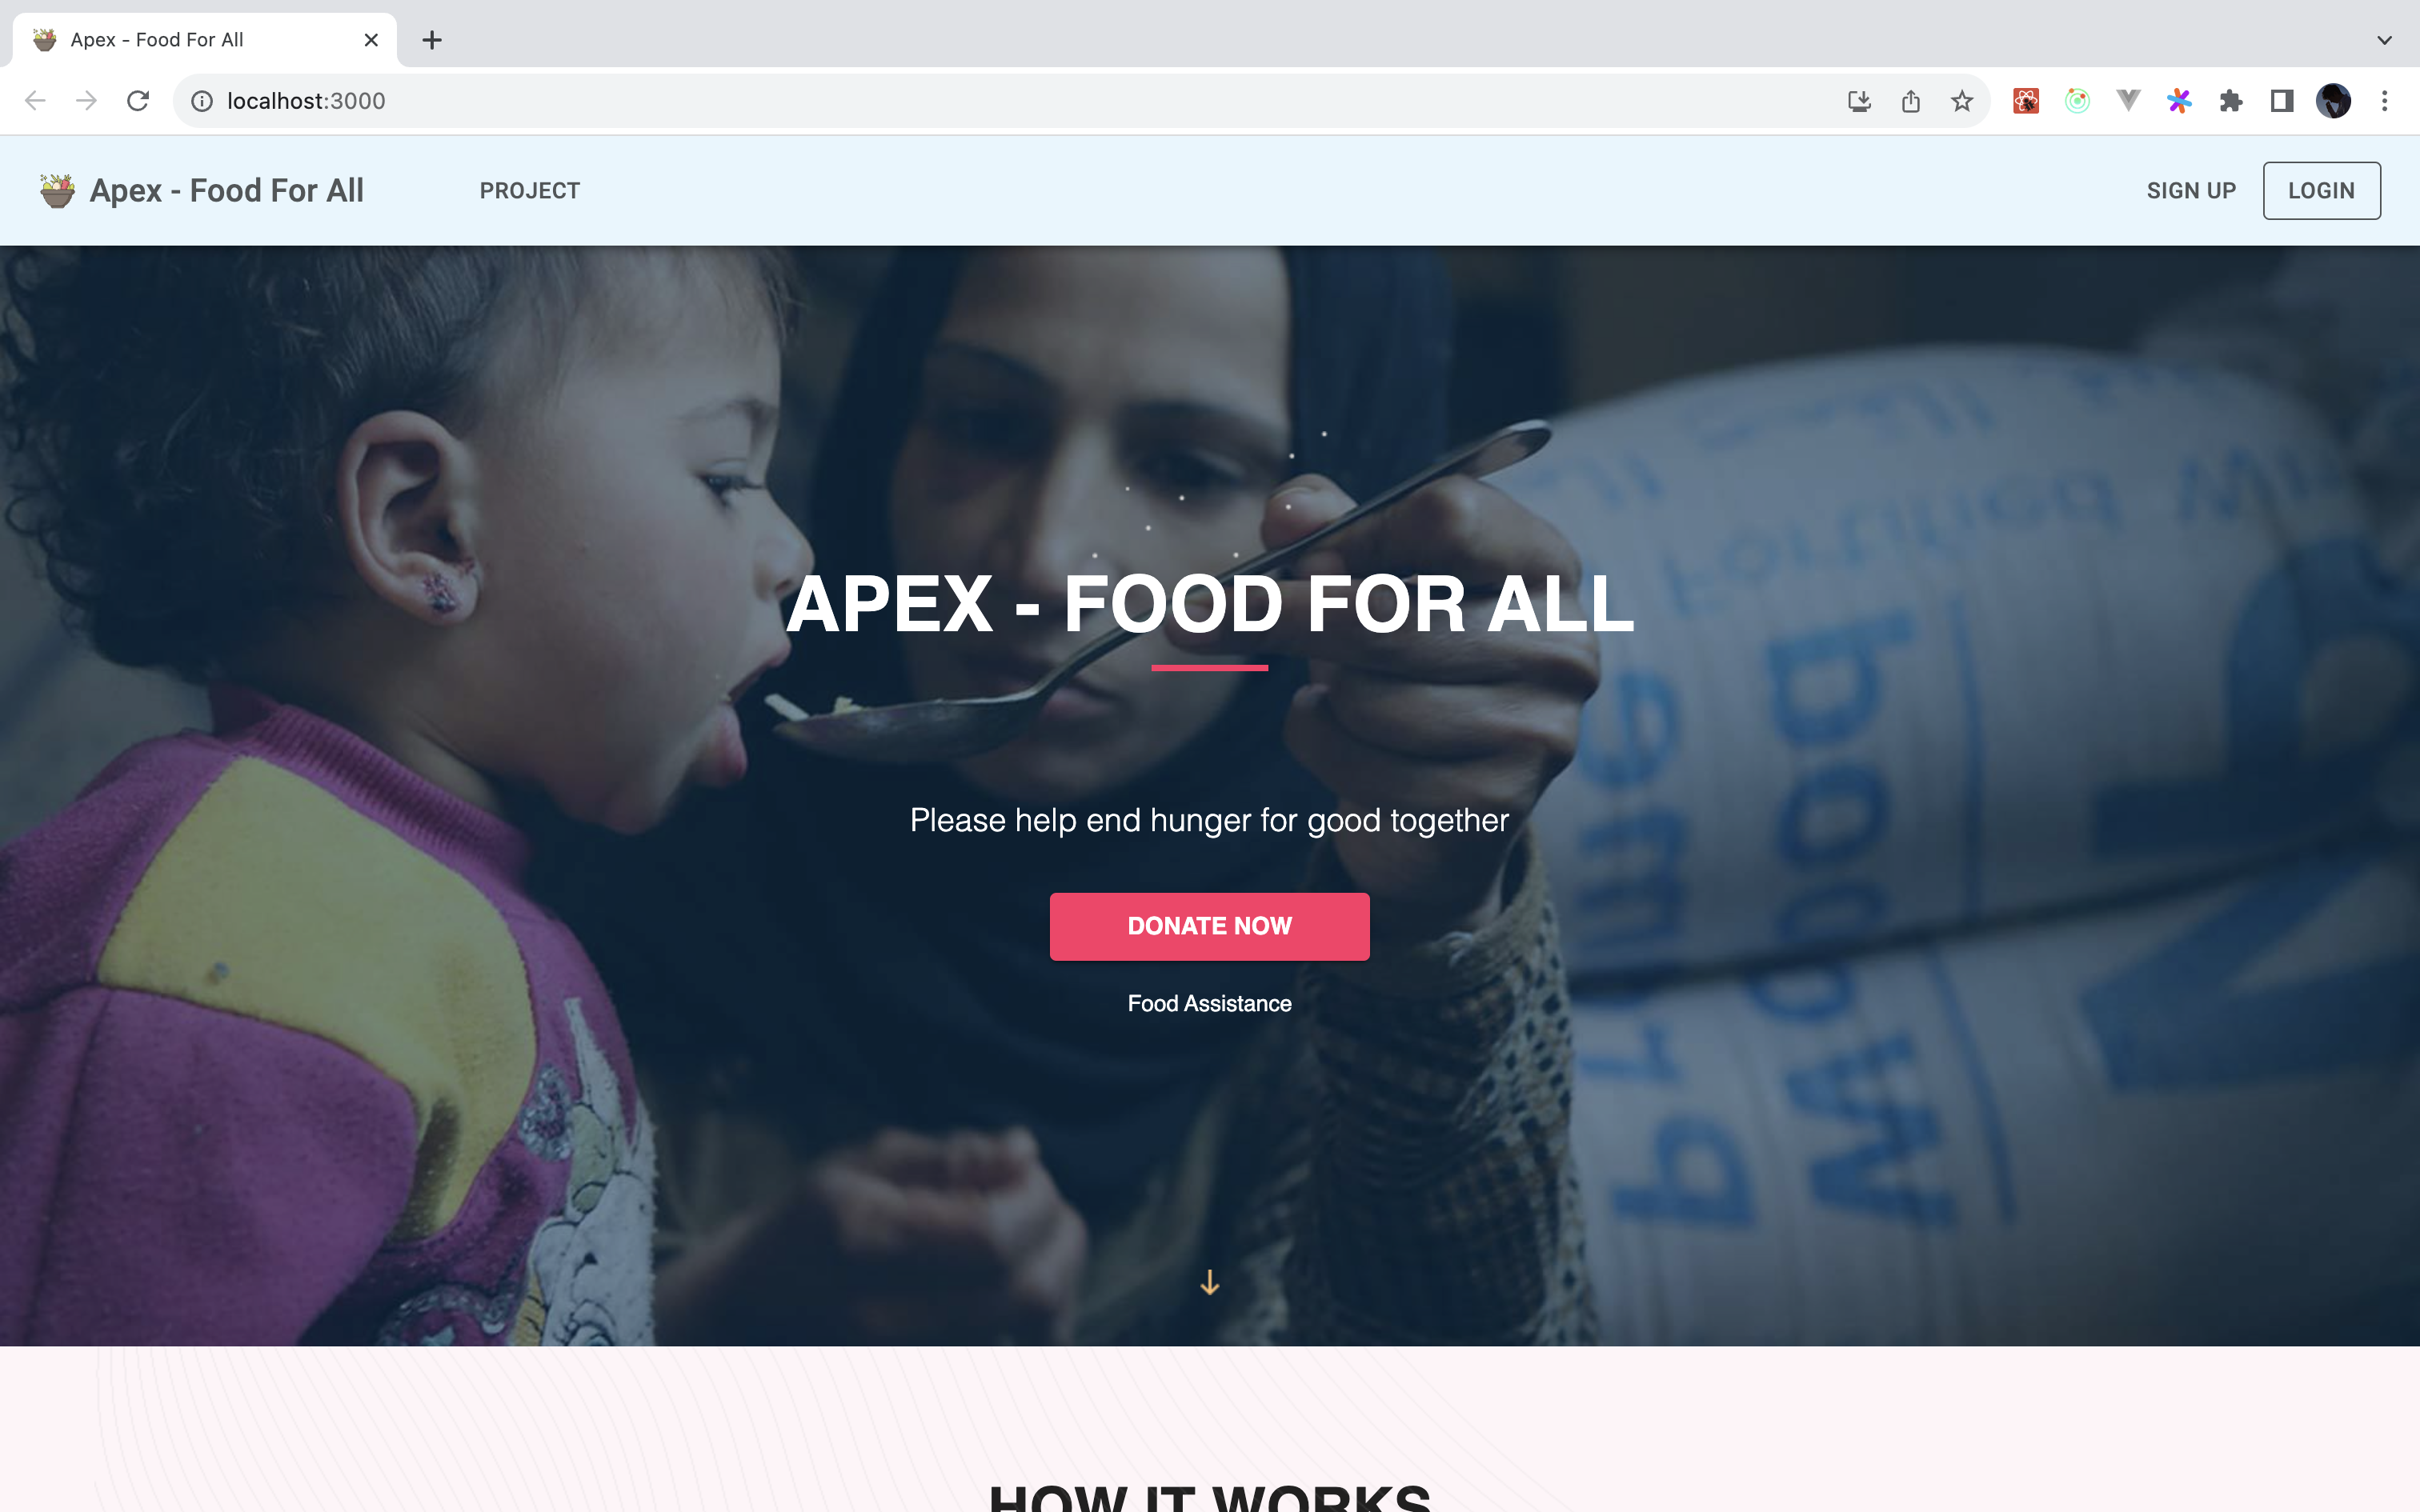 Apex - Food For All
localhost:3000
Apex - Food For All
PROJECT
SIGN UP
LOGIN
APEX - FOOD FOR ALL
Please help end hunger for good together
DONATE NOW
Food Assistance
HOW IT WORKS